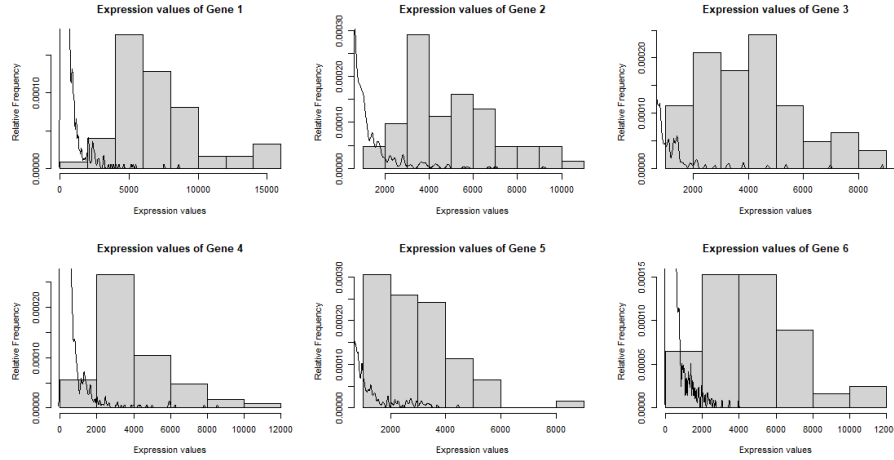 Expression values of Gene 1
Relative Frequency
0.00010
0.00000
0
5000
10000
15000
Expression values
Expression values of Gene 2
Relative Frequency
0.00030
0.00020
0.00010
0.00000
2000
4000
6000
8000
10000
Expression values
Expression values of Gene 3
Relative Frequency
0.00020
0.00010
0.00000
2000
4000
6000
8000
Expression values
Expression values of Gene 4
Relative Frequency
0.00020
0.00010
0.00000
0
2000
4000
6000
8000
10000
12000
Expression values
Expression values of Gene 5
Relative Frequency
0.00030
0.00020
0.00010
0.00000
2000
4000
6000
8000
Expression values
Expression values of Gene 6
Relative Frequency
0.00015
0.00010
0.00005
0.00000
0
2000
4000
6000
8000
10000
1200
Expression values